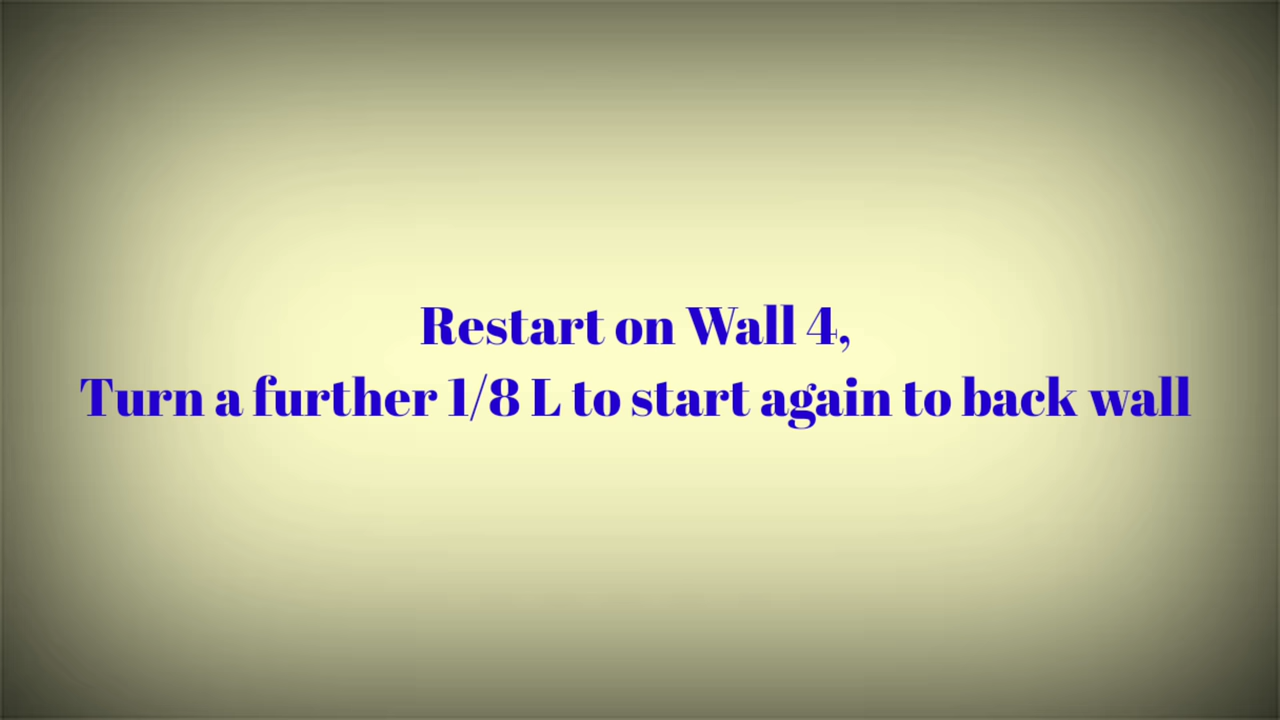 Restart on Wall 4,
Turn a further 1/8 L to start again to back wall